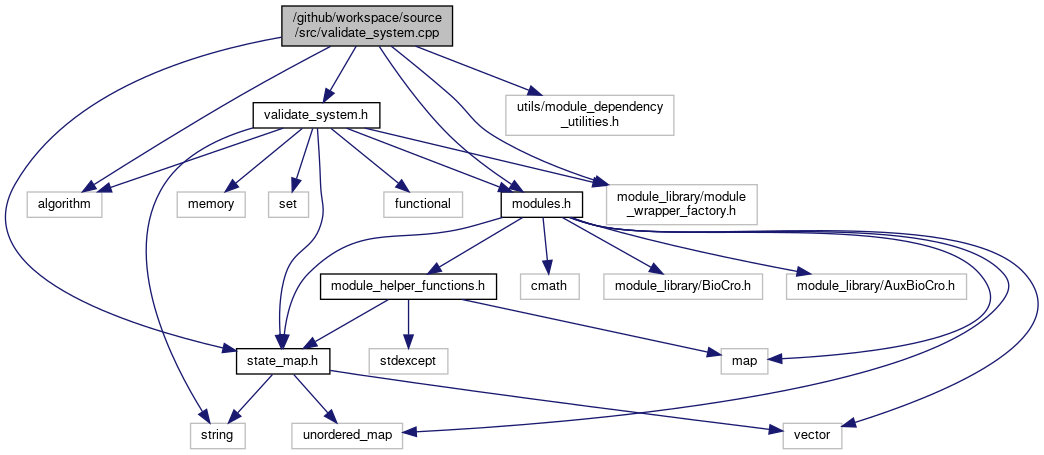 /github/workspace/source
/src/validate_system.cpp
validate_system.h
utils/module_dependency
_utilities.h
algorithm
memory
set
functional
modules.h
module_library/module
_wrapper_factory.h
module_helper_functions.h
cmath
module_library/BioCro.h
module_library/AuxBioCro.h
state_map.h
stdexcept
map
string
unordered_map
vector